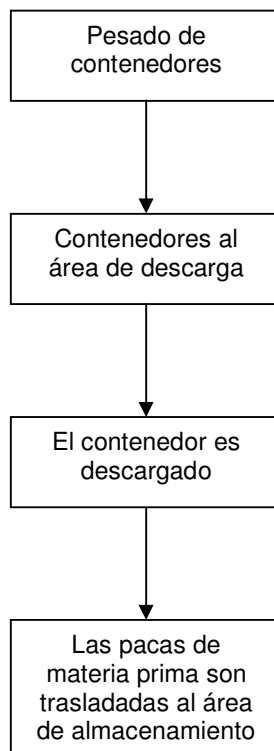 Pesado de
contenedores
Contenedores al
área de descarga
El contenedor es
descargado
Las pacas de
materia prima son
trasladadas al área
de almacenamiento